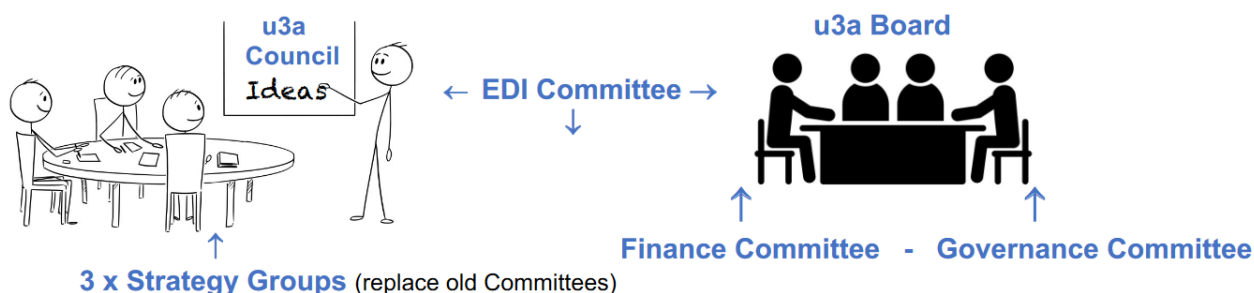 u3a
Council
Ideas
u3a Board
← EDI Committee →
↓
↑ ↑
Finance Committee - Governance Committee
↑
3 x Strategy Groups (replace old Committees)